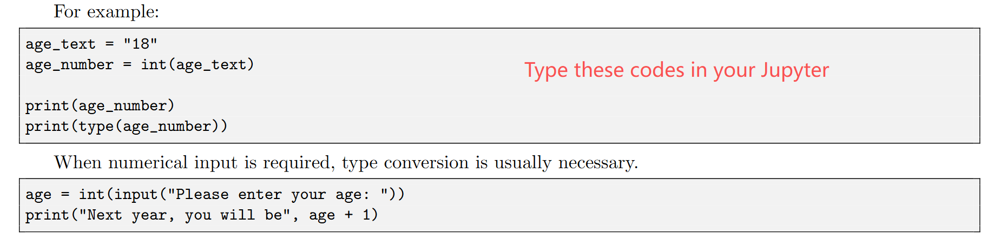 For example:
age_text = "18"
age_number = int(age_text)
Type these codes in your Jupyter
print(age_number)
print(type(age_number))
When numerical input is required, type conversion is usually necessary.
age = int(input("Please enter your age: "))
print("Next year, you will be", age + 1)